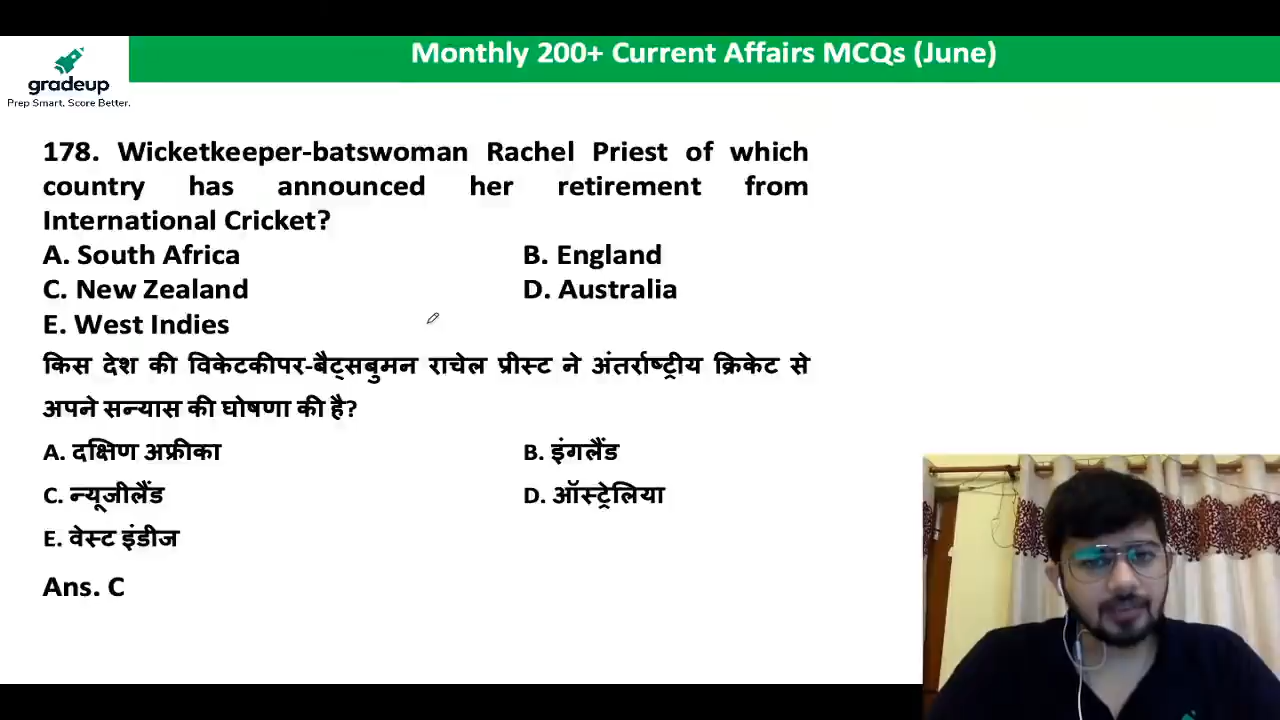 Monthly 200+ Current Affairs MCQs (June)
gradeup
Prep Smart. Score Better.
178. Wicketkeeper-batswoman Rachel Priest of which
country has announced her retirement from
International Cricket?
A. South Africa B. England
C. New Zealand D. Australia
E. West Indies
किस देश की विकेटकीपर-बैट्सबुमन राचेल प्रीस्ट ने अंतर्राष्ट्रीय क्रिकेट से
अपने सन्यास की घोषणा की है?
A. दक्षिण अफ्रीका B. इंगलैंड
C. न्यूजीलैंड D. ऑस्ट्रेलिया
E. वेस्ट इंडीज
Ans. C